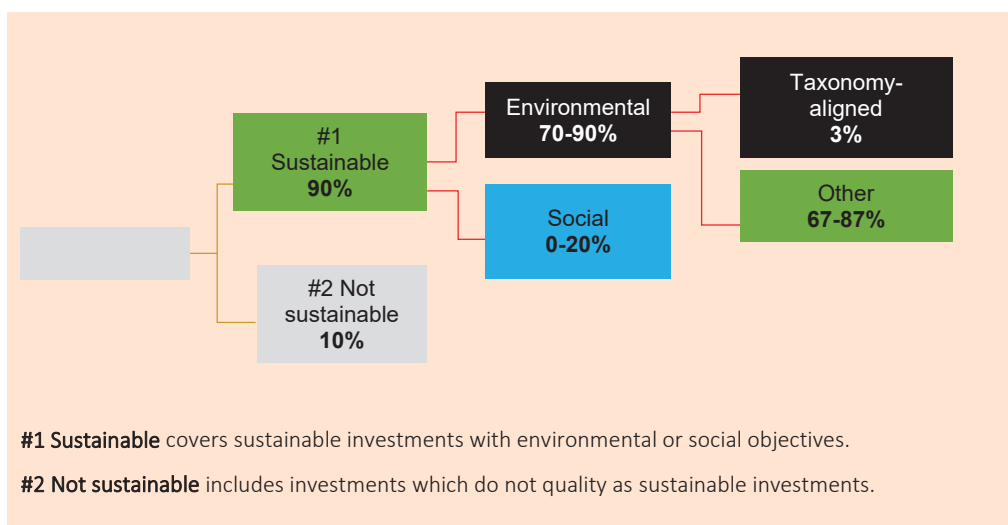 #1
Sustainable
90%
#2 Not
sustainable
10%
Environmental
70-90%
Social
0-20%
Taxonomy-
aligned
3%
Other
67-87%
#1 Sustainable covers sustainable investments with environmental or social objectives.
#2 Not sustainable includes investments which do not quality as sustainable investments.